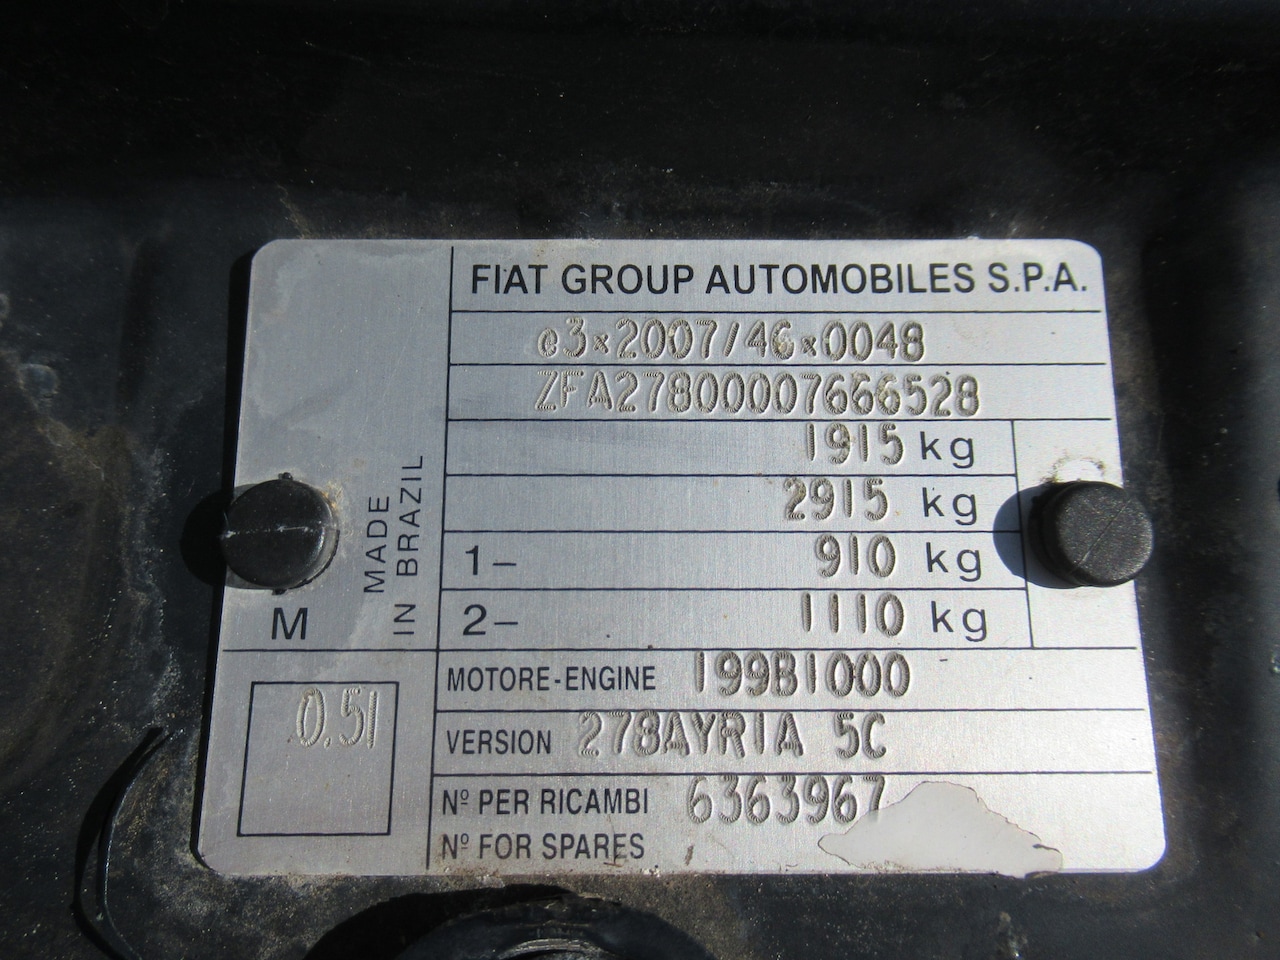 FIAT GROUP AUTOMOBILES S.P.A.
e3*2007/46*0048
ZFA27800007666528
1915 kg
2915 kg
1- 910 kg
2- 1110 kg
MADE
IN BRAZIL
M
0.51
MOTORE-ENGINE 199B1000
VERSION 278AYR1A 5C
Nº PER RICAMBI 6363967
Nº FOR SPARES